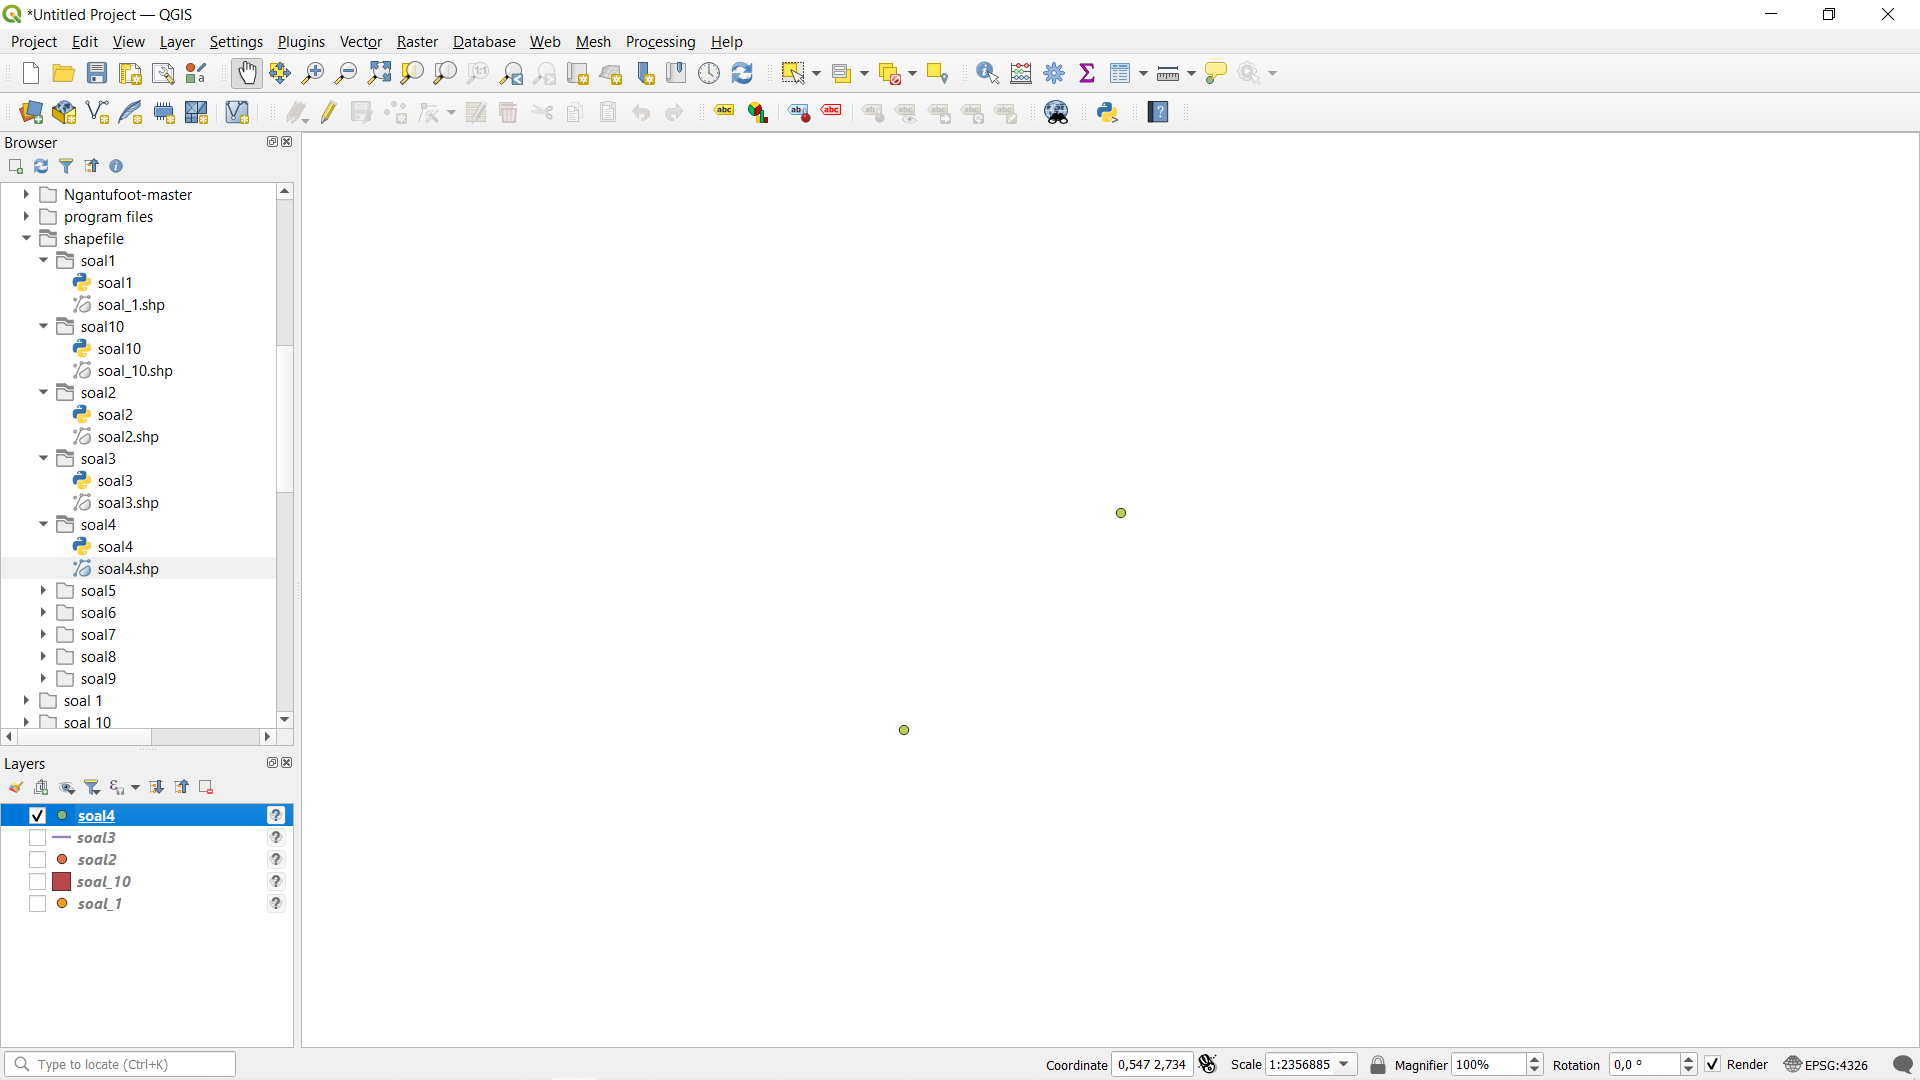 *Untitled Project — QGIS
Project Edit View Layer Settings Plugins Vector Raster Database Web Mesh Processing Help
Browser
Ngantufoot-master
program files
shapefile
soal1
soal1
soal_1.shp
soal10
soal10
soal_10.shp
soal2
soal2
soal2.shp
soal3
soal3
soal3.shp
soal4
soal4
soal4.shp
soal5
soal6
soal7
soal8
soal9
soal 1
soal 10
Layers
soal4
soal3
soal2
soal_10
soal_1
Type to locate (Ctrl+K)
Coordinate 0,547 2,734 Scale 1:2356885 Magnifier 100% Rotation 0,0 ° Render EPSG:4326